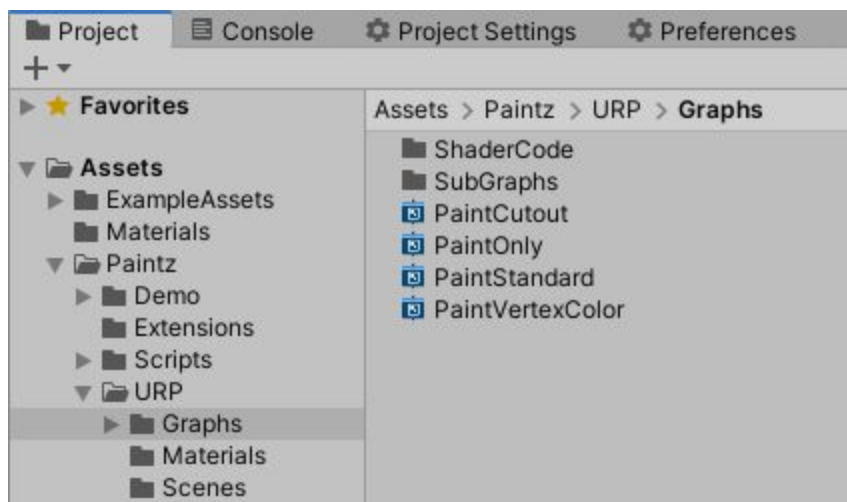 Project Console Project Settings Preferences
Favorites
Assets
ExampleAssets
Materials
Paintz
Demo
Extensions
Scripts
URP
Graphs
Materials
Scenes
Assets > Paintz > URP > Graphs
ShaderCode
SubGraphs
PaintCutout
PaintOnly
PaintStandard
PaintVertexColor